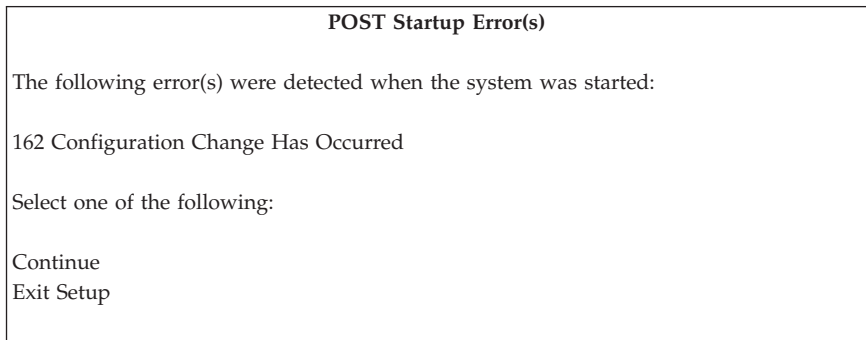 POST Startup Error(s)
The following error(s) were detected when the system was started:
162 Configuration Change Has Occurred
Select one of the following:
Continue
Exit Setup